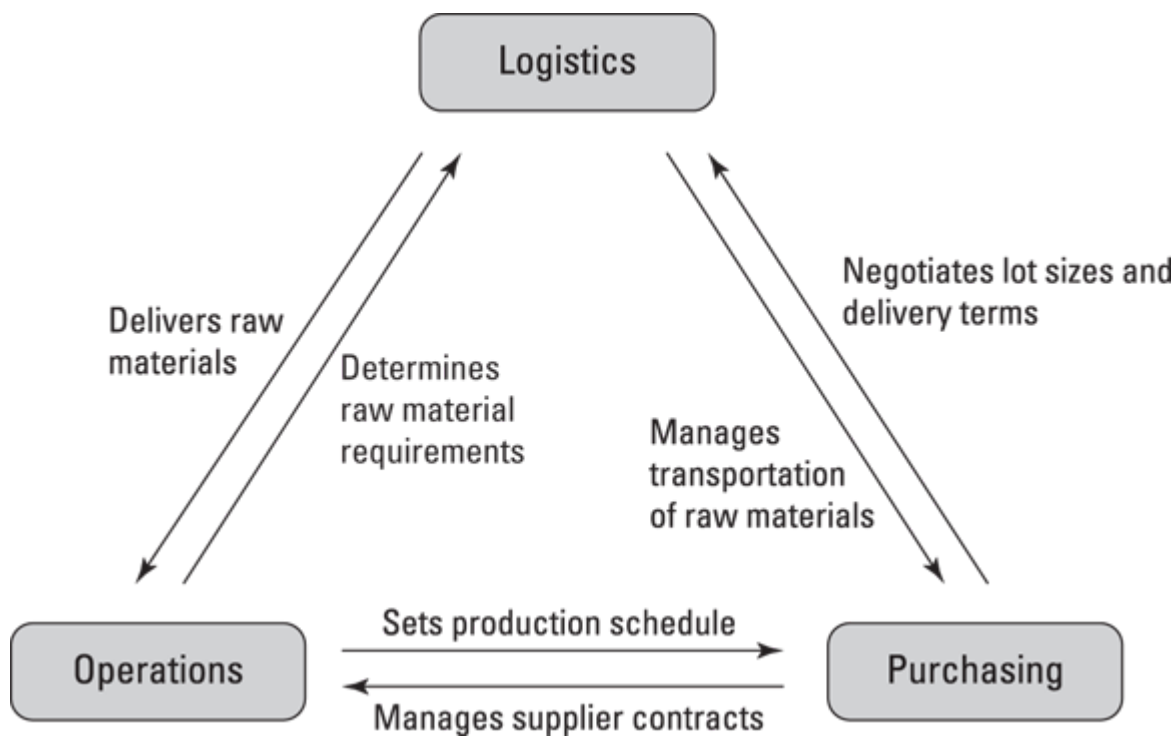 Logistics
Delivers raw
materials
Determines
raw material
requirements
Negotiates lot sizes and
delivery terms
Manages
transportation
of raw materials
Operations
Sets production schedule
Manages supplier contracts
Purchasing